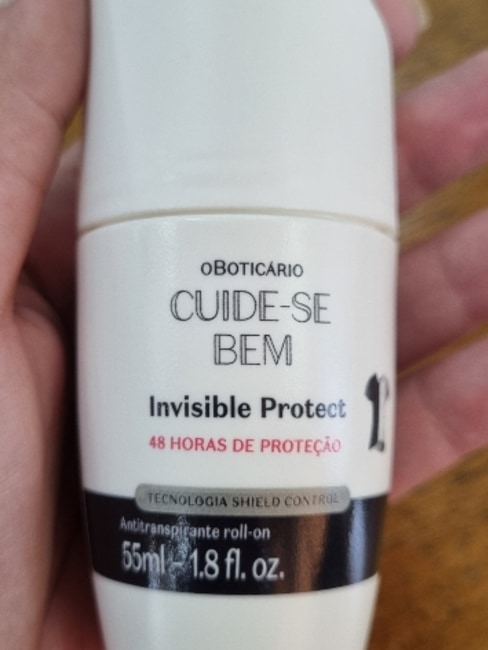 oBOTICÁRIO
CUIDE-SE
BEM
Invisible Protect
48 HORAS DE PROTEÇÃO
TECNOLOGIA SHIELD CONTROL
Antitranspirante roll-on
55ml - 1.8 fl. oz.